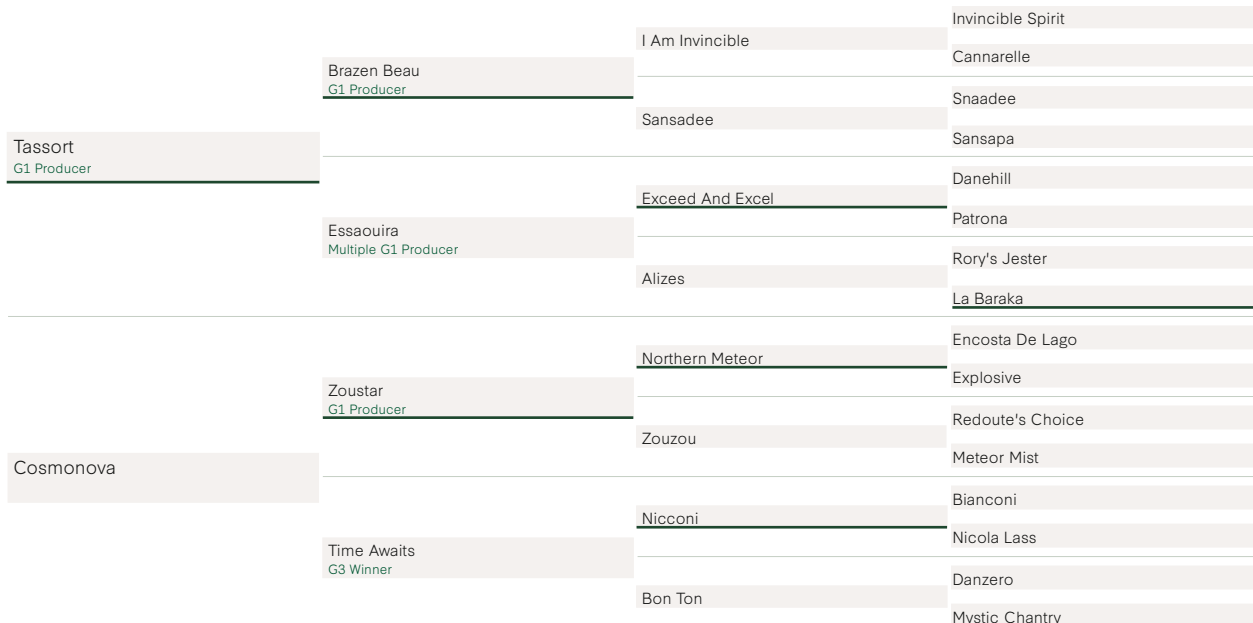 Tassort
G1 Producer
Brazen Beau
G1 Producer
I Am Invincible
Invincible Spirit
Cannarelle
Sansadee
Snaadee
Sansapa
Essaouira
Multiple G1 Producer
Exceed And Excel
Danehill
Patrona
Alizes
Rory's Jester
La Baraka
Cosmonova
Zoustar
G1 Producer
Northern Meteor
Encosta De Lago
Explosive
Zouzou
Redoute's Choice
Meteor Mist
Time Awaits
G3 Winner
Nicconi
Bianconi
Nicola Lass
Bon Ton
Danzero
Mystic Chantry